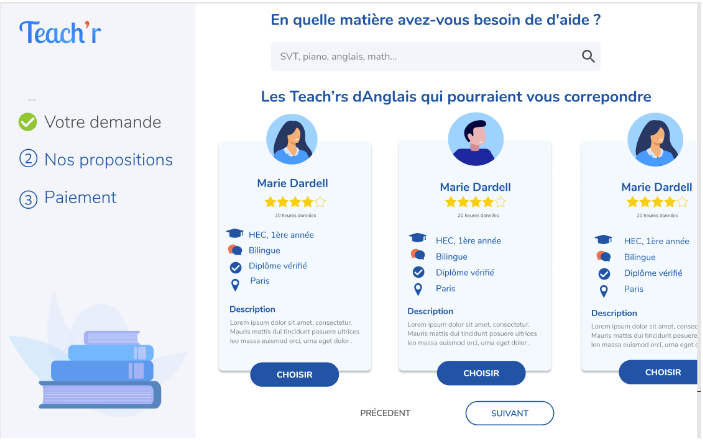 Teach'r
En quelle matière avez-vous besoin de d'aide ?
SVT, piano, anglais, math...
Les Teach'rs dAnglais qui pourraient vous correpondre
...
Votre demande
2 Nos propositions
3 Paiement
Marie Dardell
20 heures données
HEC, 1ère année
Bilingue
Diplôme vérifié
Paris
Description
Lorem ipsum dolor sit amet, consectetur.
Mauris mattis dui tincidunt posuere ultrices
leo massa euismod orci, urna eget dolor .
CHOISIR
Marie Dardell
20 heures données
HEC, 1ère année
Bilingue
Diplôme vérifié
Paris
Description
Lorem ipsum dolor sit amet, consectetur.
Mauris mattis dui tincidunt posuere ultrices
leo massa euismod orci, urna eget dolor .
CHOISIR
Marie Dardell
20 heures données
HEC, 1ère année
Bilingue
Diplôme vérifié
Paris
Description
Lorem ipsum dolor sit amet,
Mauris mattis dui tincidunt posuere
leo massa euismod orci, urna eget
CHOISIR
PRÉCEDENT
SUIVANT